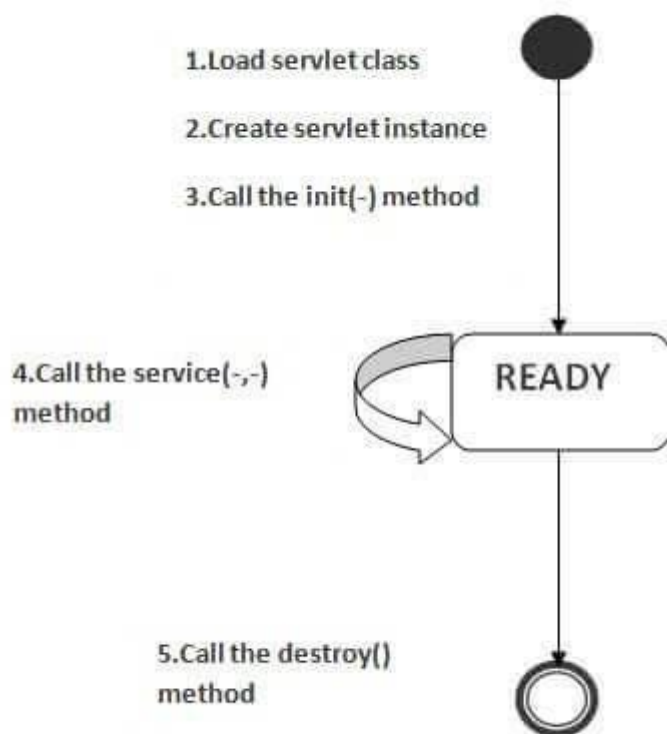 1.Load servlet class
2.Create servlet instance
3.Call the init(-) method
READY
4.Call the service(-,-)
method
5.Call the destroy()
method